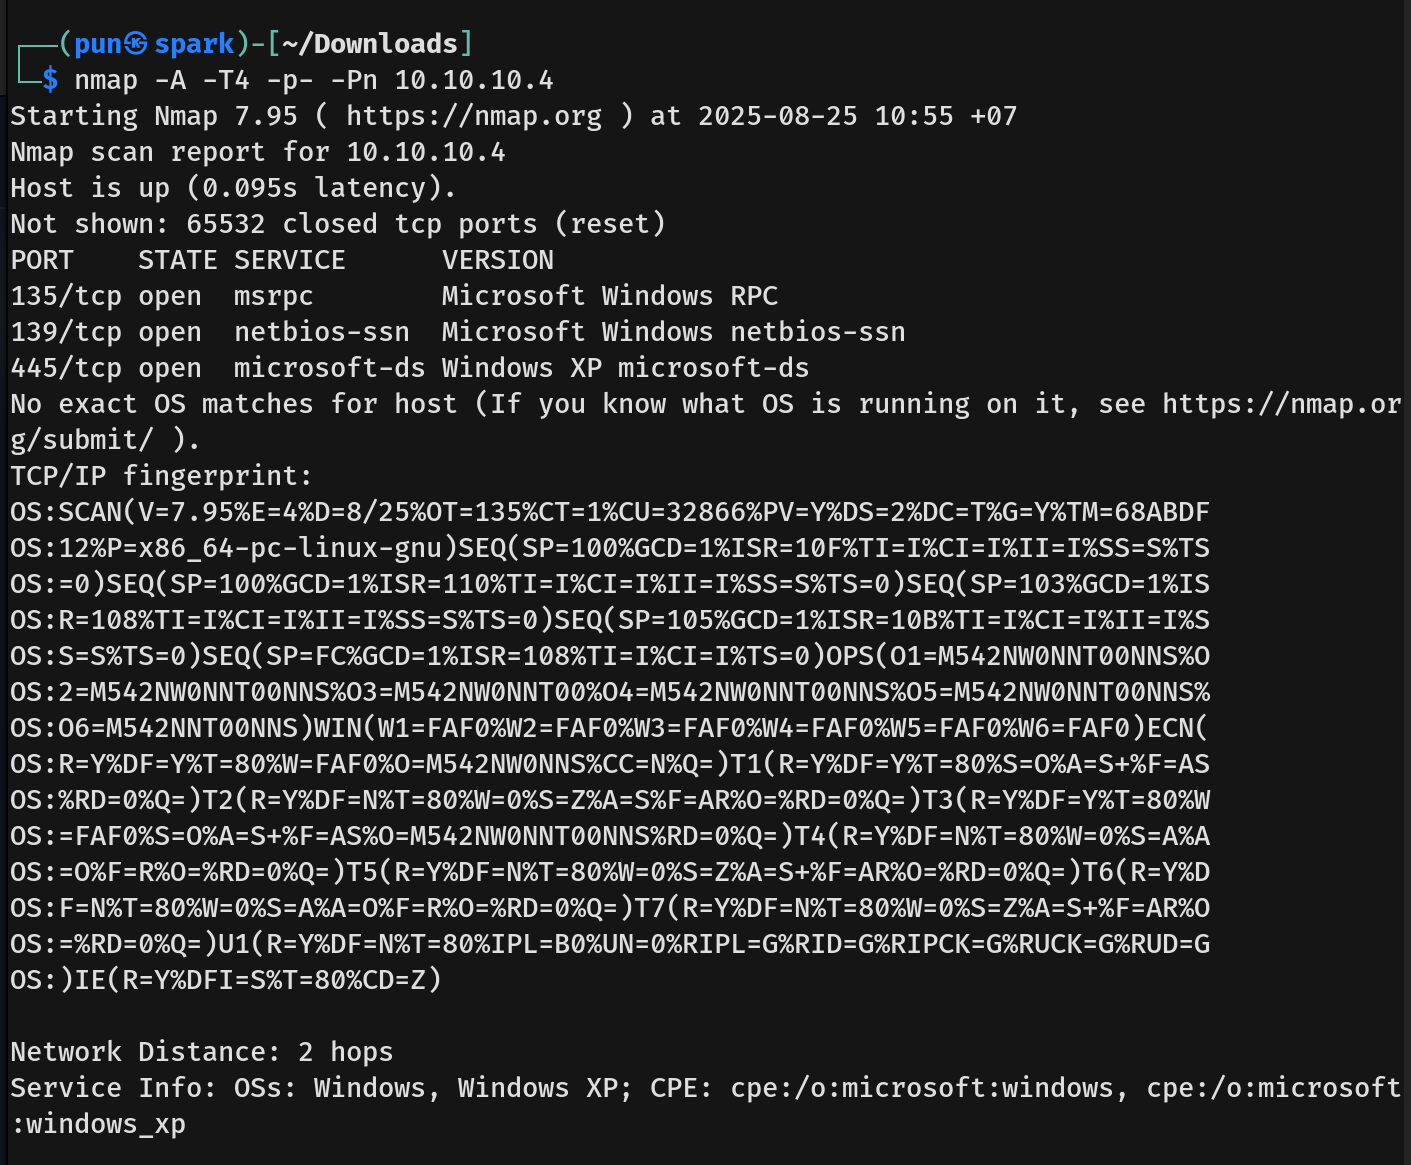 ┌──(pun㉿spark)-[~/Downloads]
└─$ nmap -A -T4 -p- -Pn 10.10.10.4
Starting Nmap 7.95 ( https://nmap.org ) at 2025-08-25 10:55 +07
Nmap scan report for 10.10.10.4
Host is up (0.095s latency).
Not shown: 65532 closed tcp ports (reset)
PORT    STATE SERVICE      VERSION
135/tcp open  msrpc        Microsoft Windows RPC
139/tcp open  netbios-ssn  Microsoft Windows netbios-ssn
445/tcp open  microsoft-ds Windows XP microsoft-ds
No exact OS matches for host (If you know what OS is running on it, see https://nmap.or
g/submit/ ).
TCP/IP fingerprint:
OS:SCAN(V=7.95%E=4%D=8/25%OT=135%CT=1%CU=32866%PV=Y%DS=2%DC=T%G=Y%TM=68ABDF
OS:12%P=x86_64-pc-linux-gnu)SEQ(SP=100%GCD=1%ISR=10F%TI=I%CI=I%II=I%SS=S%TS
OS:=0)SEQ(SP=100%GCD=1%ISR=110%TI=I%CI=I%II=I%SS=S%TS=0)SEQ(SP=103%GCD=1%IS
OS:R=108%TI=I%CI=I%II=I%SS=S%TS=0)SEQ(SP=105%GCD=1%ISR=10B%TI=I%CI=I%II=I%S
OS:S=S%TS=0)SEQ(SP=FC%GCD=1%ISR=108%TI=I%CI=I%TS=0)OPS(O1=M542NW0NNT00NNS%O
OS:2=M542NW0NNT00NNS%O3=M542NW0NNT00%O4=M542NW0NNT00NNS%O5=M542NW0NNT00NNS%
OS:O6=M542NNT00NNS)WIN(W1=FAF0%W2=FAF0%W3=FAF0%W4=FAF0%W5=FAF0%W6=FAF0)ECN(
OS:R=Y%DF=Y%T=80%W=FAF0%O=M542NW0NNS%CC=N%Q=)T1(R=Y%DF=Y%T=80%S=O%A=S+%F=AS
OS:%RD=0%Q=)T2(R=Y%DF=N%T=80%W=0%S=Z%A=S%F=AR%O=%RD=0%Q=)T3(R=Y%DF=Y%T=80%W
OS:=FAF0%S=O%A=S+%F=AS%O=M542NW0NNT00NNS%RD=0%Q=)T4(R=Y%DF=N%T=80%W=0%S=A%A
OS:=O%F=R%O=%RD=0%Q=)T5(R=Y%DF=N%T=80%W=0%S=Z%A=S+%F=AR%O=%RD=0%Q=)T6(R=Y%D
OS:F=N%T=80%W=0%S=A%A=O%F=R%O=%RD=0%Q=)T7(R=Y%DF=N%T=80%W=0%S=Z%A=S+%F=AR%O
OS:=%RD=0%Q=)U1(R=Y%DF=N%T=80%IPL=B0%UN=0%RIPL=G%RID=G%RIPCK=G%RUCK=G%RUD=G
OS:)IE(R=Y%DFI=S%T=80%CD=Z)

Network Distance: 2 hops
Service Info: OSs: Windows, Windows XP; CPE: cpe:/o:microsoft:windows, cpe:/o:microsoft
:windows_xp